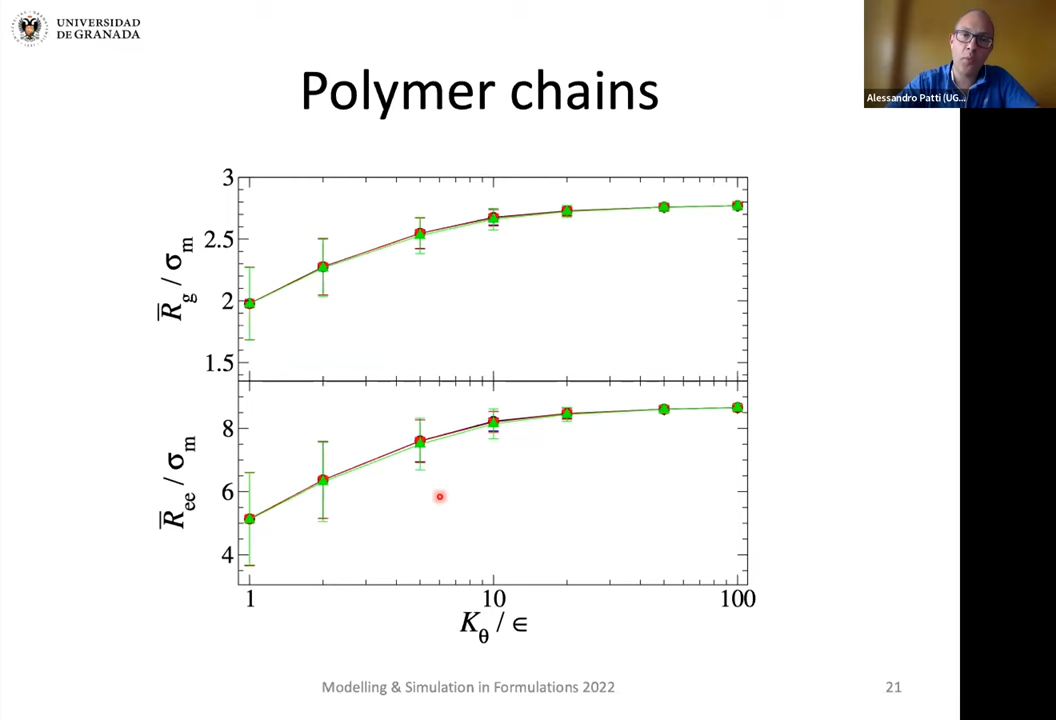 UNIVERSIDAD
DE GRANADA
Alessandro Patti (UG...
Polymer chains
3
2.5
2
1.5
R̅g / σm
8
6
4
R̅ee / σm
1
10
100
Kθ / ∈
Modelling & Simulation in Formulations 2022
21